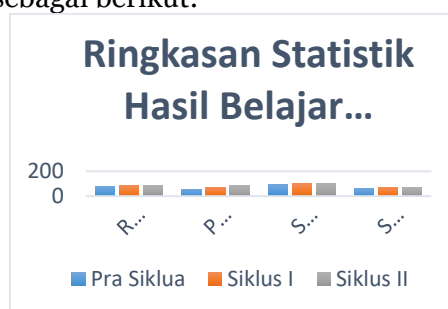 sebagai berikut:
Ringkasan Statistik
Hasil Belajar...
200
0
R...
P...
S...
S...
Pra Siklua
Siklus I
Siklus II